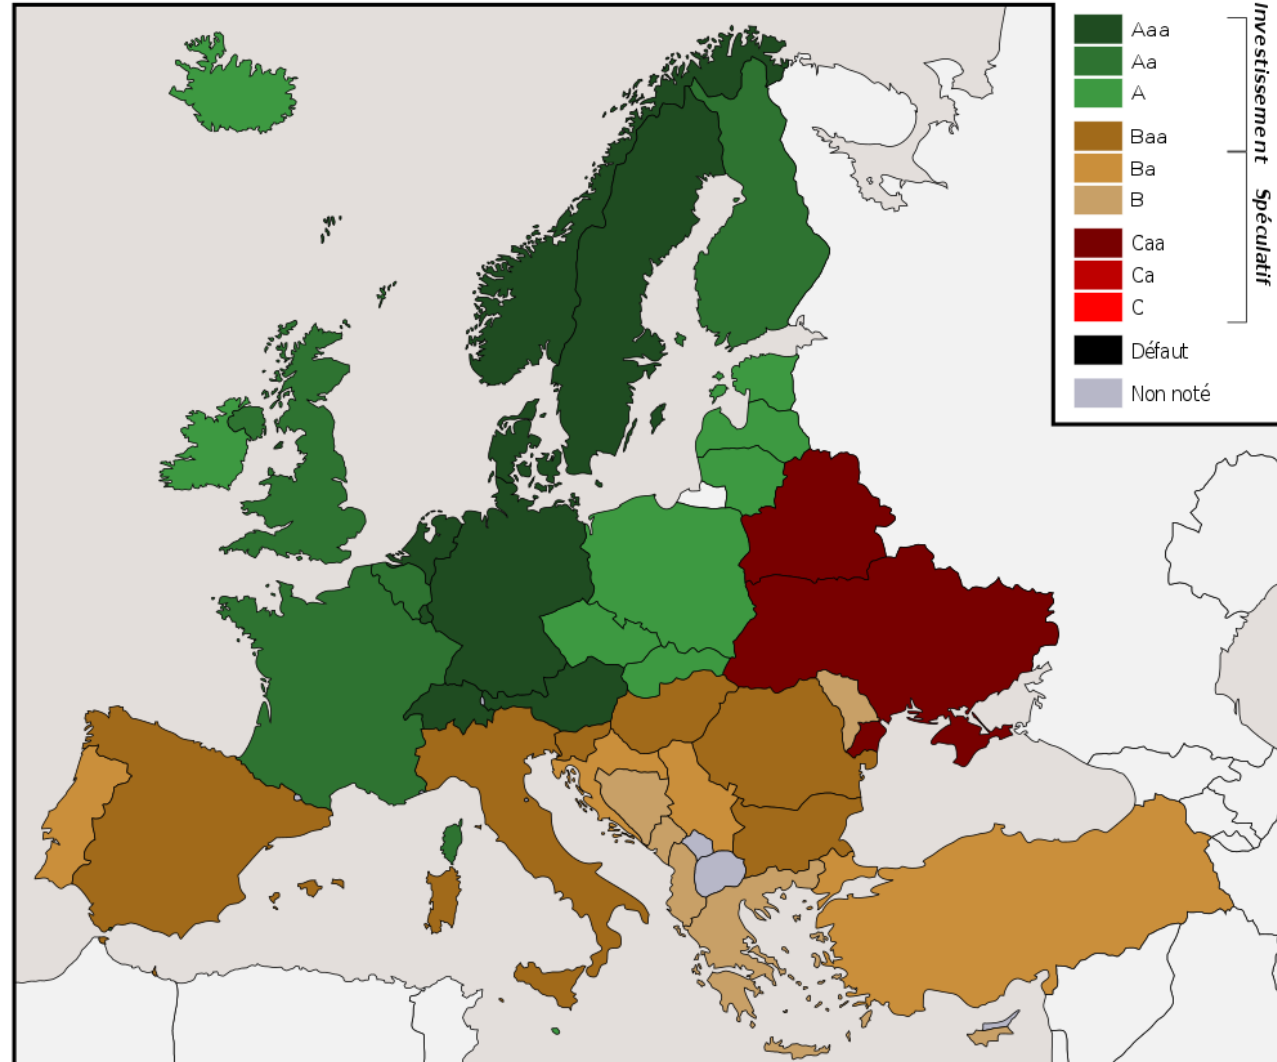 Aaa
Aa
A
Baa
Ba
B
Caa
Ca
C
Défaut
Non noté
Investissement
Spéculatif